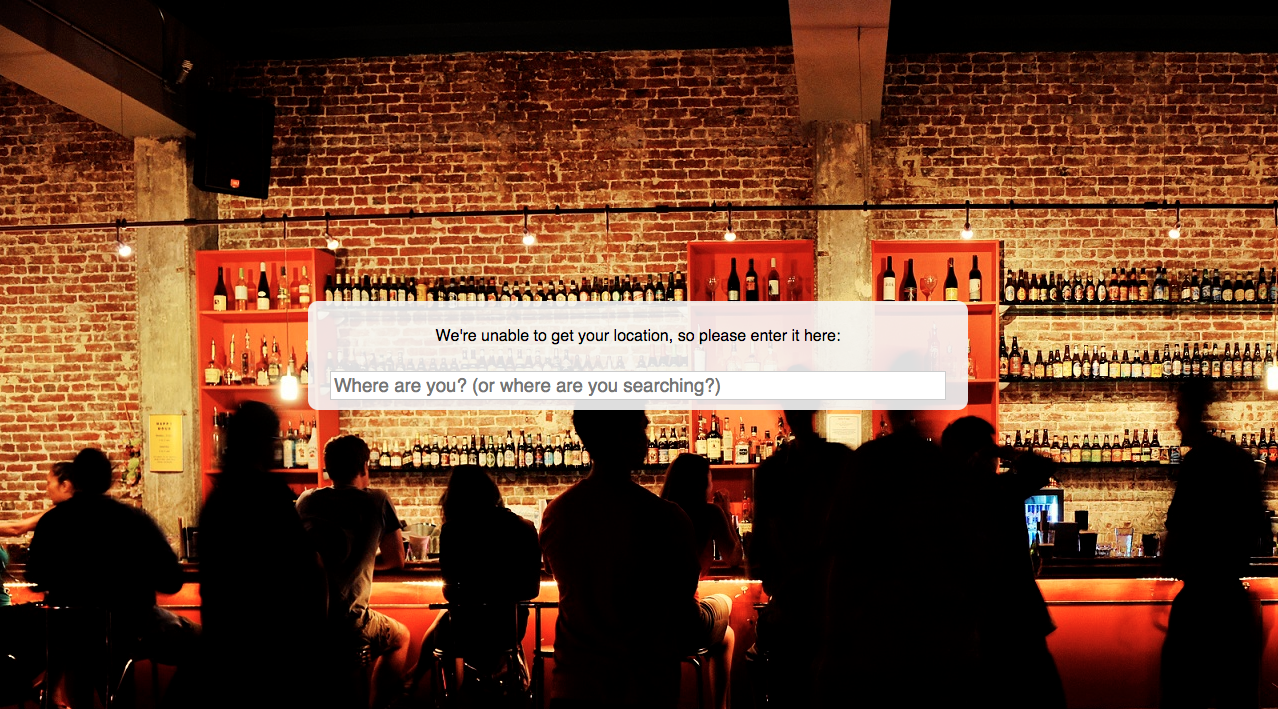 We're unable to get your location, so please enter it here:
Where are you? (or where are you searching?)